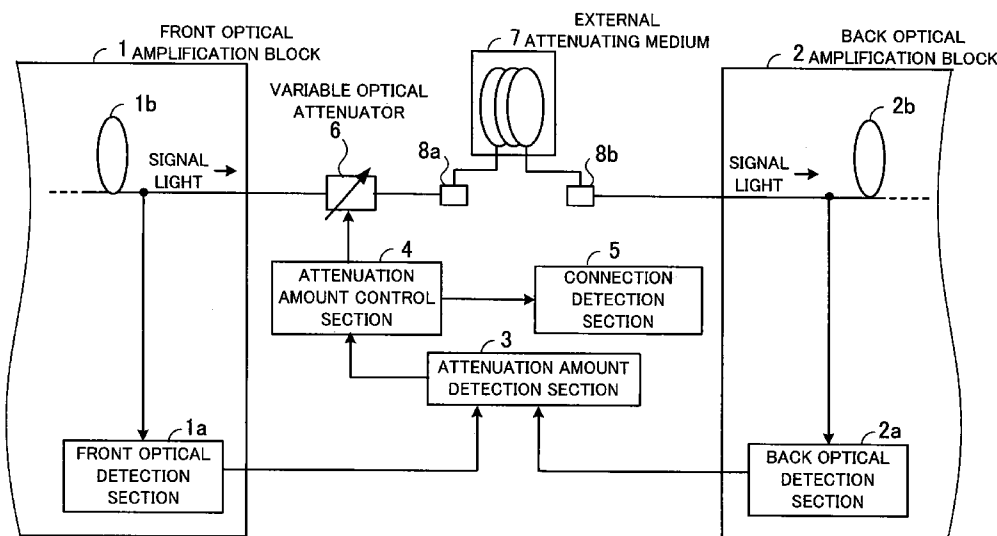 FRONT OPTICAL
1 AMPLIFICATION BLOCK
EXTERNAL
7 ATTENUATING MEDIUM
BACK OPTICAL
2 AMPLIFICATION BLOCK
1b
VARIABLE OPTICAL
ATTENUATOR
6
2b
SIGNAL
LIGHT
8a
8b
SIGNAL
LIGHT
4
ATTENUATION
AMOUNT CONTROL
SECTION
5
CONNECTION
DETECTION
SECTION
3
ATTENUATION AMOUNT
DETECTION SECTION
1a
FRONT OPTICAL
DETECTION
SECTION
2a
BACK OPTICAL
DETECTION
SECTION